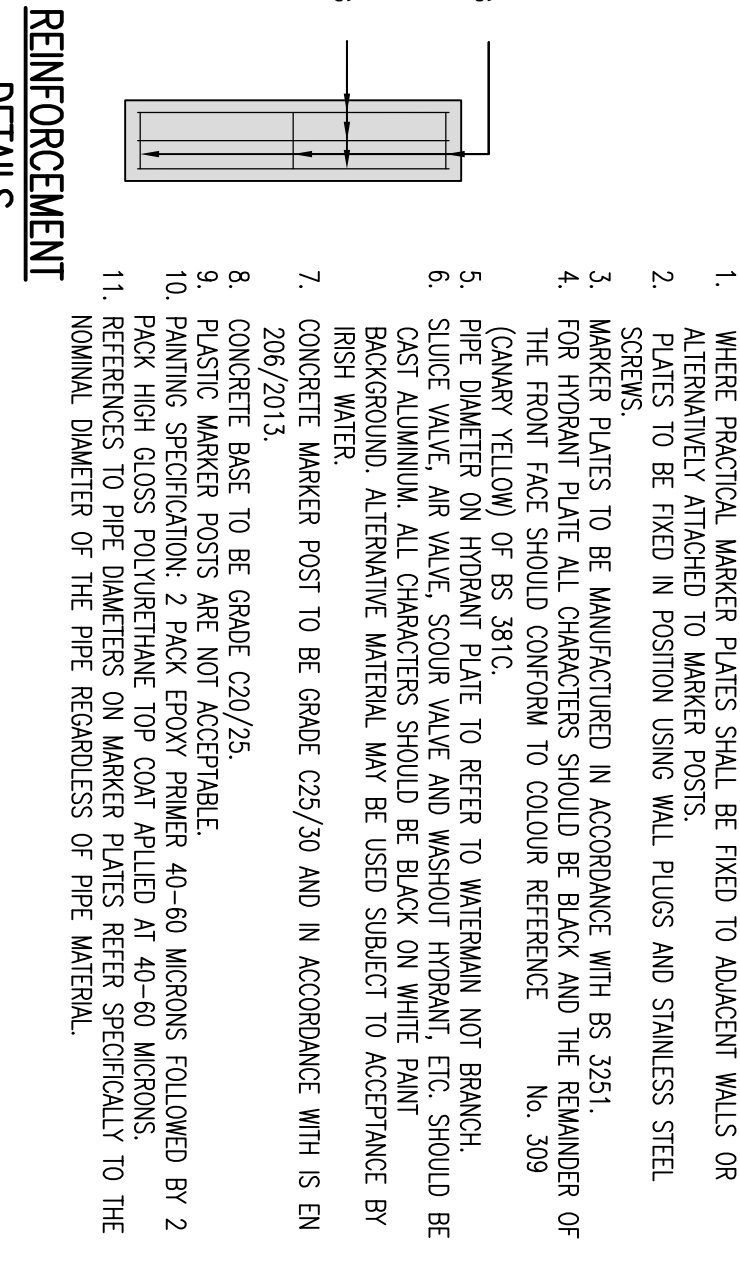 1. WHERE PRACTICAL MARKER PLATES SHALL BE FIXED TO ADJACENT WALLS OR
ALTERNATIVELY ATTACHED TO MARKER POSTS.
2. PLATES TO BE FIXED IN POSITION USING WALL PLUGS AND STAINLESS STEEL
SCREWS.
3. MARKER PLATES TO BE MANUFACTURED IN ACCORDANCE WITH BS 3251.
4. FOR HYDRANT PLATE ALL CHARACTERS SHOULD BE BLACK AND THE REMAINDER OF
THE FRONT FACE SHOULD CONFORM TO COLOUR REFERENCE No. 309
(CANARY YELLOW) OF BS 381C.
5. PIPE DIAMETER ON HYDRANT PLATE TO REFER TO WATERMAIN NOT BRANCH.
6. SLUICE VALVE, AIR VALVE, SCOUR VALVE AND WASHOUT HYDRANT, ETC. SHOULD BE
CAST ALUMINIUM. ALL CHARACTERS SHOULD BE BLACK ON WHITE PAINT
BACKGROUND. ALTERNATIVE MATERIAL MAY BE USED SUBJECT TO ACCEPTANCE BY
IRISH WATER.
7. CONCRETE MARKER POST TO BE GRADE C25/30 AND IN ACCORDANCE WITH IS EN
206/2013.
8. CONCRETE BASE TO BE GRADE C20/25.
9. PLASTIC MARKER POSTS ARE NOT ACCEPTABLE.
10. PAINTING SPECIFICATION: 2 PACK EPOXY PRIMER 40-60 MICRONS FOLLOWED BY 2
PACK HIGH GLOSS POLYURETHANE TOP COAT APLLIED AT 40-60 MICRONS.
11. REFERENCES TO PIPE DIAMETERS ON MARKER PLATES REFER SPECIFICALLY TO THE
NOMINAL DIAMETER OF THE PIPE REGARDLESS OF PIPE MATERIAL.
REINFORCEMENT
DETAILS